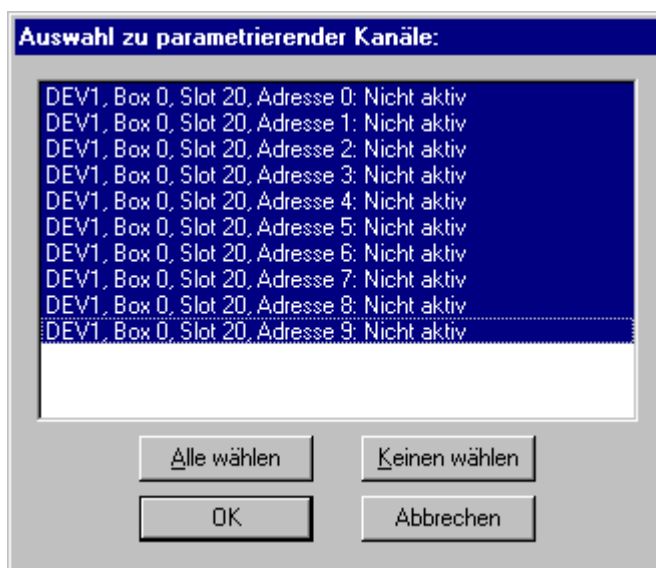 Auswahl zu parametrierender Kanäle:
DEV1, Box 0, Slot 20, Adresse 0: Nicht aktiv
DEV1, Box 0, Slot 20, Adresse 1: Nicht aktiv
DEV1, Box 0, Slot 20, Adresse 2: Nicht aktiv
DEV1, Box 0, Slot 20, Adresse 3: Nicht aktiv
DEV1, Box 0, Slot 20, Adresse 4: Nicht aktiv
DEV1, Box 0, Slot 20, Adresse 5: Nicht aktiv
DEV1, Box 0, Slot 20, Adresse 6: Nicht aktiv
DEV1, Box 0, Slot 20, Adresse 7: Nicht aktiv
DEV1, Box 0, Slot 20, Adresse 8: Nicht aktiv
DEV1, Box 0, Slot 20, Adresse 9: Nicht aktiv
Alle wählen Keinen wählen
OK Abbrechen